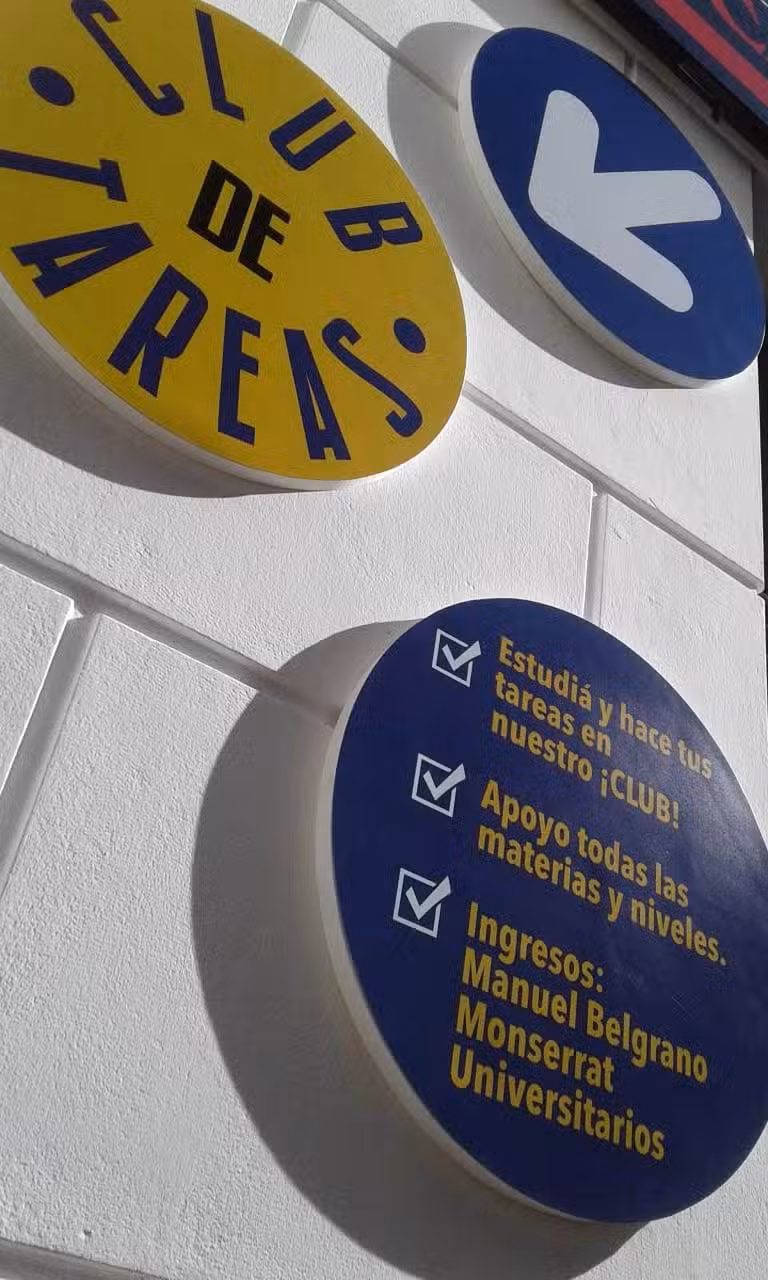 CLUB
DE
TAREAS
K
Estudiá y hace tus
tareas en
nuestro ¡CLUB!
Apoyo todas las
materias y niveles.
Ingresos:
Manuel Belgrano
Monserrat
Universitarios